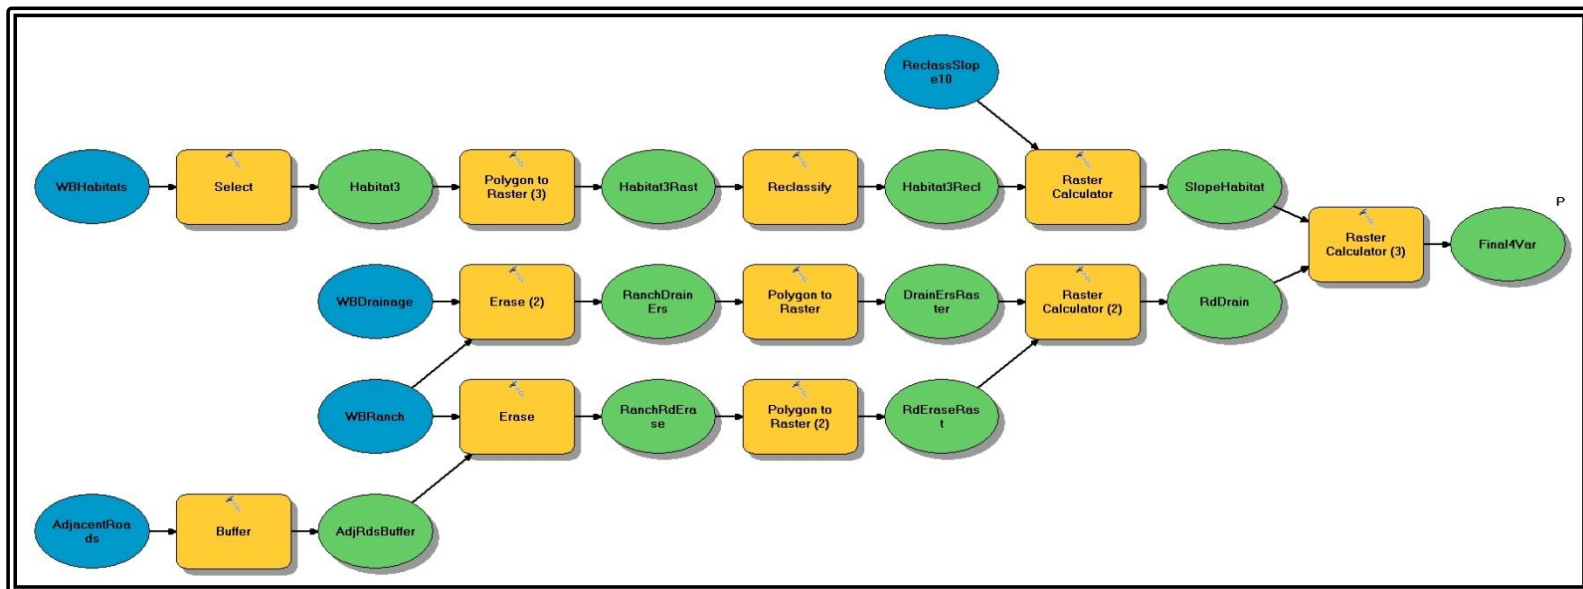 ReclassSlop
e10
WBHabitats
Select
Habitat3
Polygon to
Raster (3)
Habitat3Rast
Reclassify
Habitat3Recl
Raster
Calculator
SlopeHabitat
P
Raster
Calculator (3)
Final4Var
WBDrainage
Erase (2)
RanchDrain
Ers
Polygon to
Raster
DrainErsRas
ter
Raster
Calculator (2)
RdDrain
WBRanch
Erase
RanchRdEra
se
Polygon to
Raster (2)
RdEraseRas
t
AdjacentRoa
ds
Buffer
AdjRdsBuffer